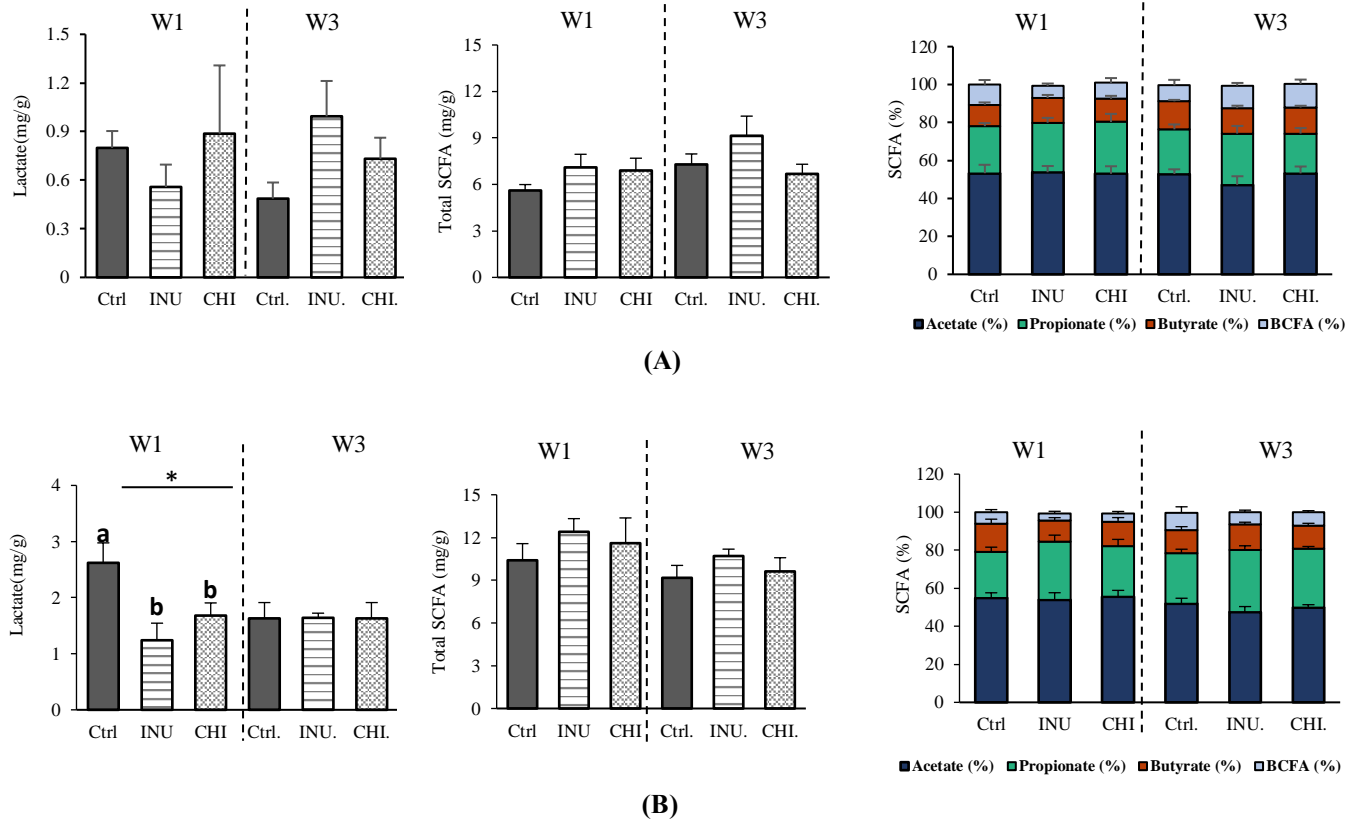 W1 W3
Lactate(mg/g)
1.5
1.2
0.9
0.6
0.3
0
Ctrl INU CHI Ctrl. INU. CHI.
W1 W3
Total SCFA (mg/g)
15
12
9
6
3
0
Ctrl INU CHI Ctrl. INU. CHI.
W1 W3
SCFA (%)
120
100
80
60
40
20
0
Ctrl INU CHI Ctrl. INU. CHI.
Acetate (%) Propionate (%) Butyrate (%) BCFA (%)
(A)
W1 W3
Lactate(mg/g)
4
3
2
1
0
*
a
b
b
Ctrl INU CHI Ctrl. INU. CHI.
W1 W3
Total SCFA (mg/g)
15
12
9
6
3
0
Ctrl INU CHI Ctrl. INU. CHI.
W1 W3
SCFA (%)
120
100
80
60
40
20
0
Ctrl INU CHI Ctrl. INU. CHI.
Acetate (%) Propionate (%) Butyrate (%) BCFA (%)
(B)